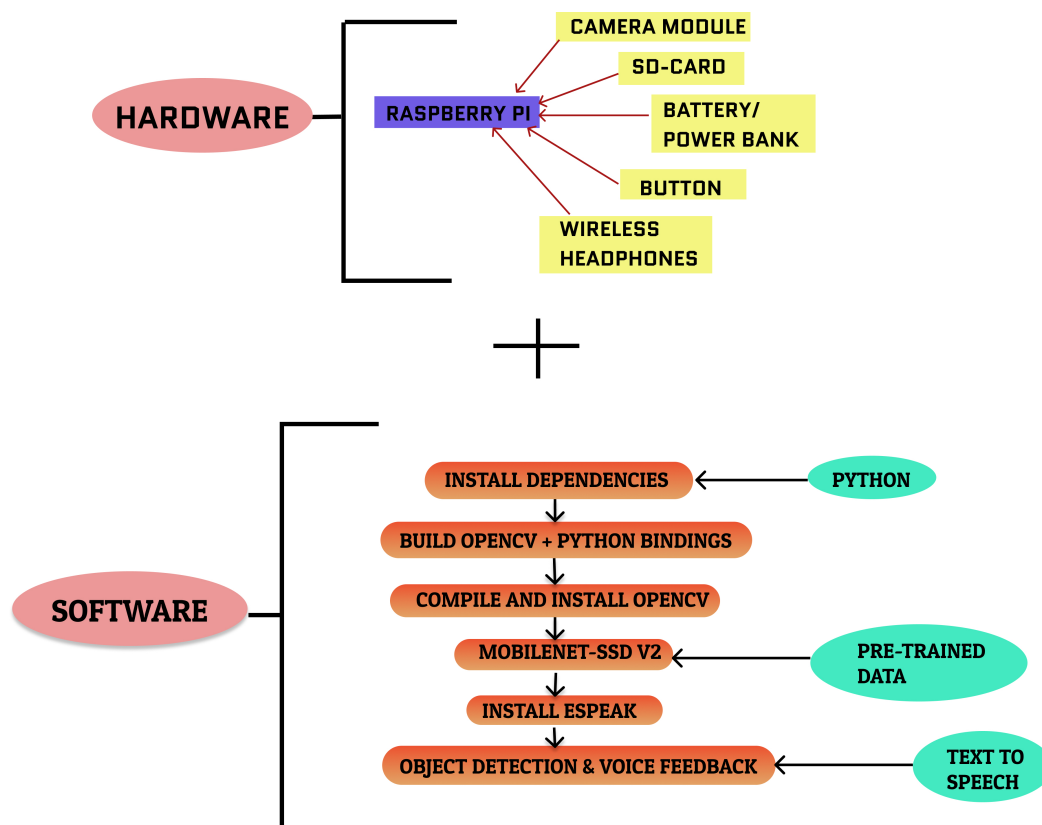 CAMERA MODULE
SD-CARD
HARDWARE
RASPBERRY PI
BATTERY/
POWER BANK
BUTTON
WIRELESS
HEADPHONES
INSTALL DEPENDENCIES
PYTHON
BUILD OPENCV + PYTHON BINDINGS
COMPILE AND INSTALL OPENCV
SOFTWARE
MOBILENET-SSD V2
PRE-TRAINED
DATA
INSTALL ESPEAK
OBJECT DETECTION & VOICE FEEDBACK
TEXT TO
SPEECH